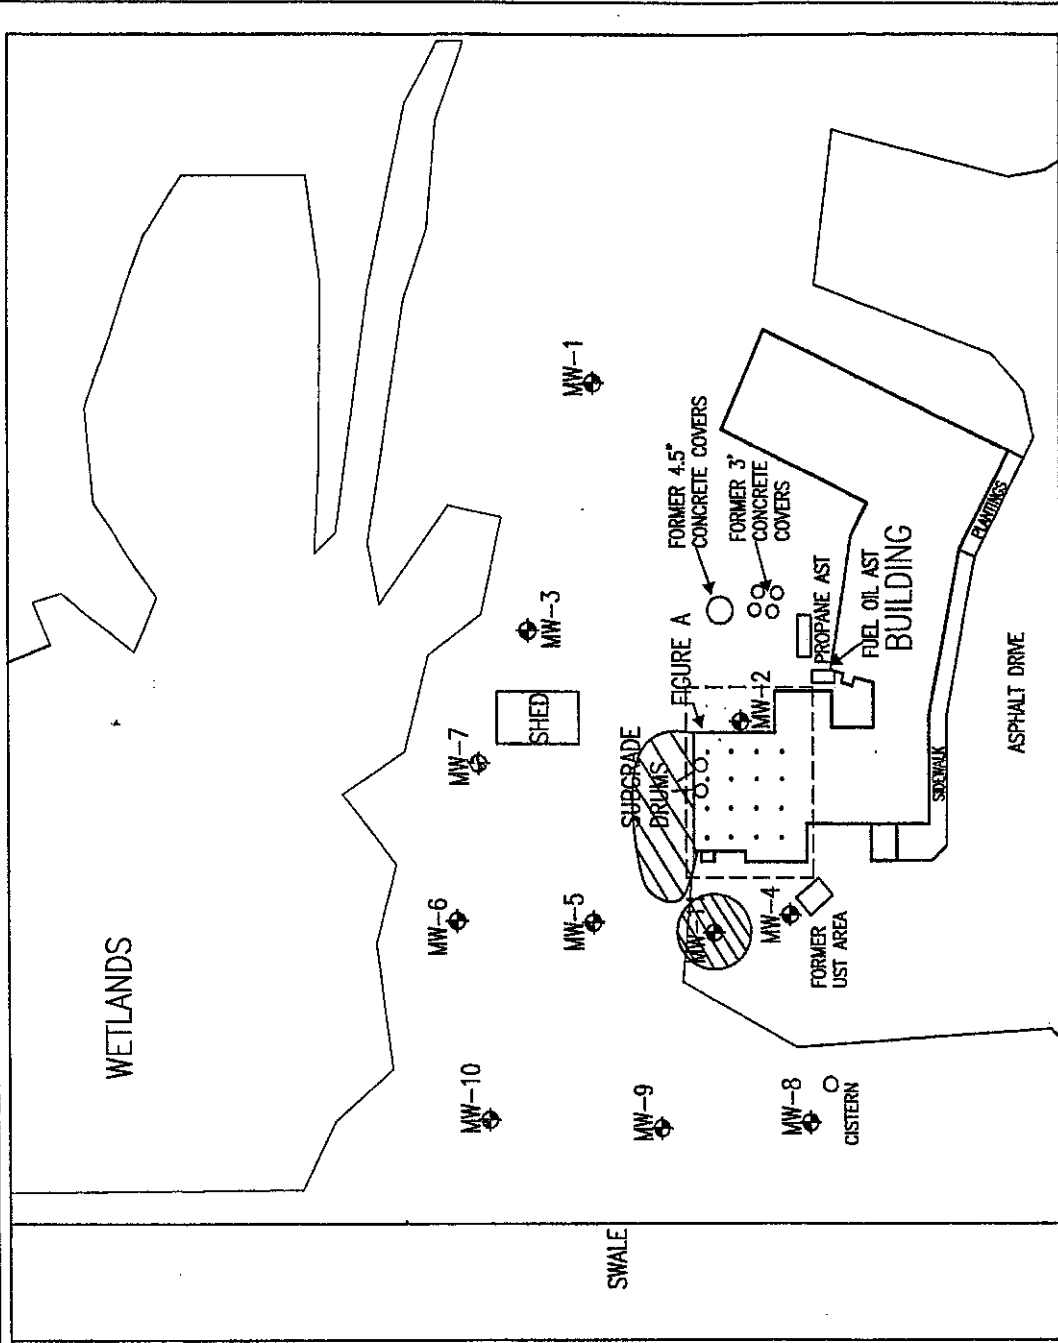 WETLANDS
MW-10
MW-6
MW-7
MW-3
MW-1
SHED
MW-5
MW-9
SWALE
SUBGRADE
DRUMS
FIGURE A
FORMER 4.5"
CONCRETE COVERS
FORMER 3'
CONCRETE
COVERS
MW-2
PROPANE AST
FUEL OIL AST
BUILDING
MW-4
FORMER
UST AREA
MW-8
CISTERN
SIDEWALK
PLANTINGS
ASPHALT DRIVE